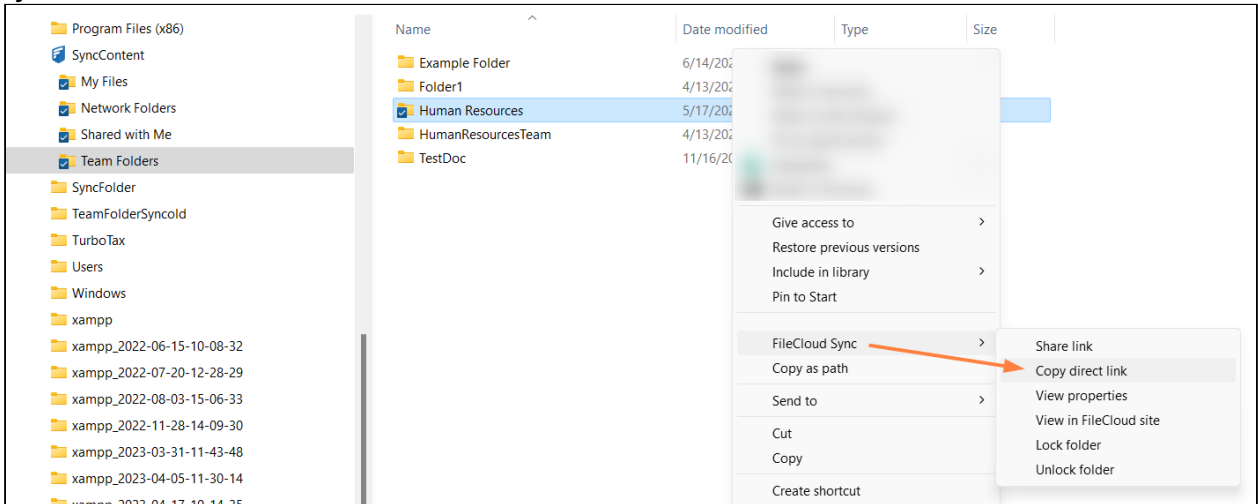 Program Files (x86)
SyncContent
My Files
Network Folders
Shared with Me
Team Folders
SyncFolder
TeamFolderSyncold
TurboTax
Users
Windows
xampp
xampp_2022-06-15-10-08-32
xampp_2022-07-20-12-28-29
xampp_2022-08-03-15-06-33
xampp_2022-11-28-14-09-30
xampp_2023-03-31-11-43-48
xampp_2023-04-05-11-30-14
xampp_2023-04-17-10-14-35
Name Date modified Type Size
Example Folder 6/14/202
Folder1 4/13/202
Human Resources 5/17/202
HumanResourcesTeam 4/13/202
TestDoc 11/16/20
Give access to
Restore previous versions
Include in library
Pin to Start
FileCloud Sync
Copy as path
Send to
Cut
Copy
Create shortcut
Share link
Copy direct link
View properties
View in FileCloud site
Lock folder
Unlock folder